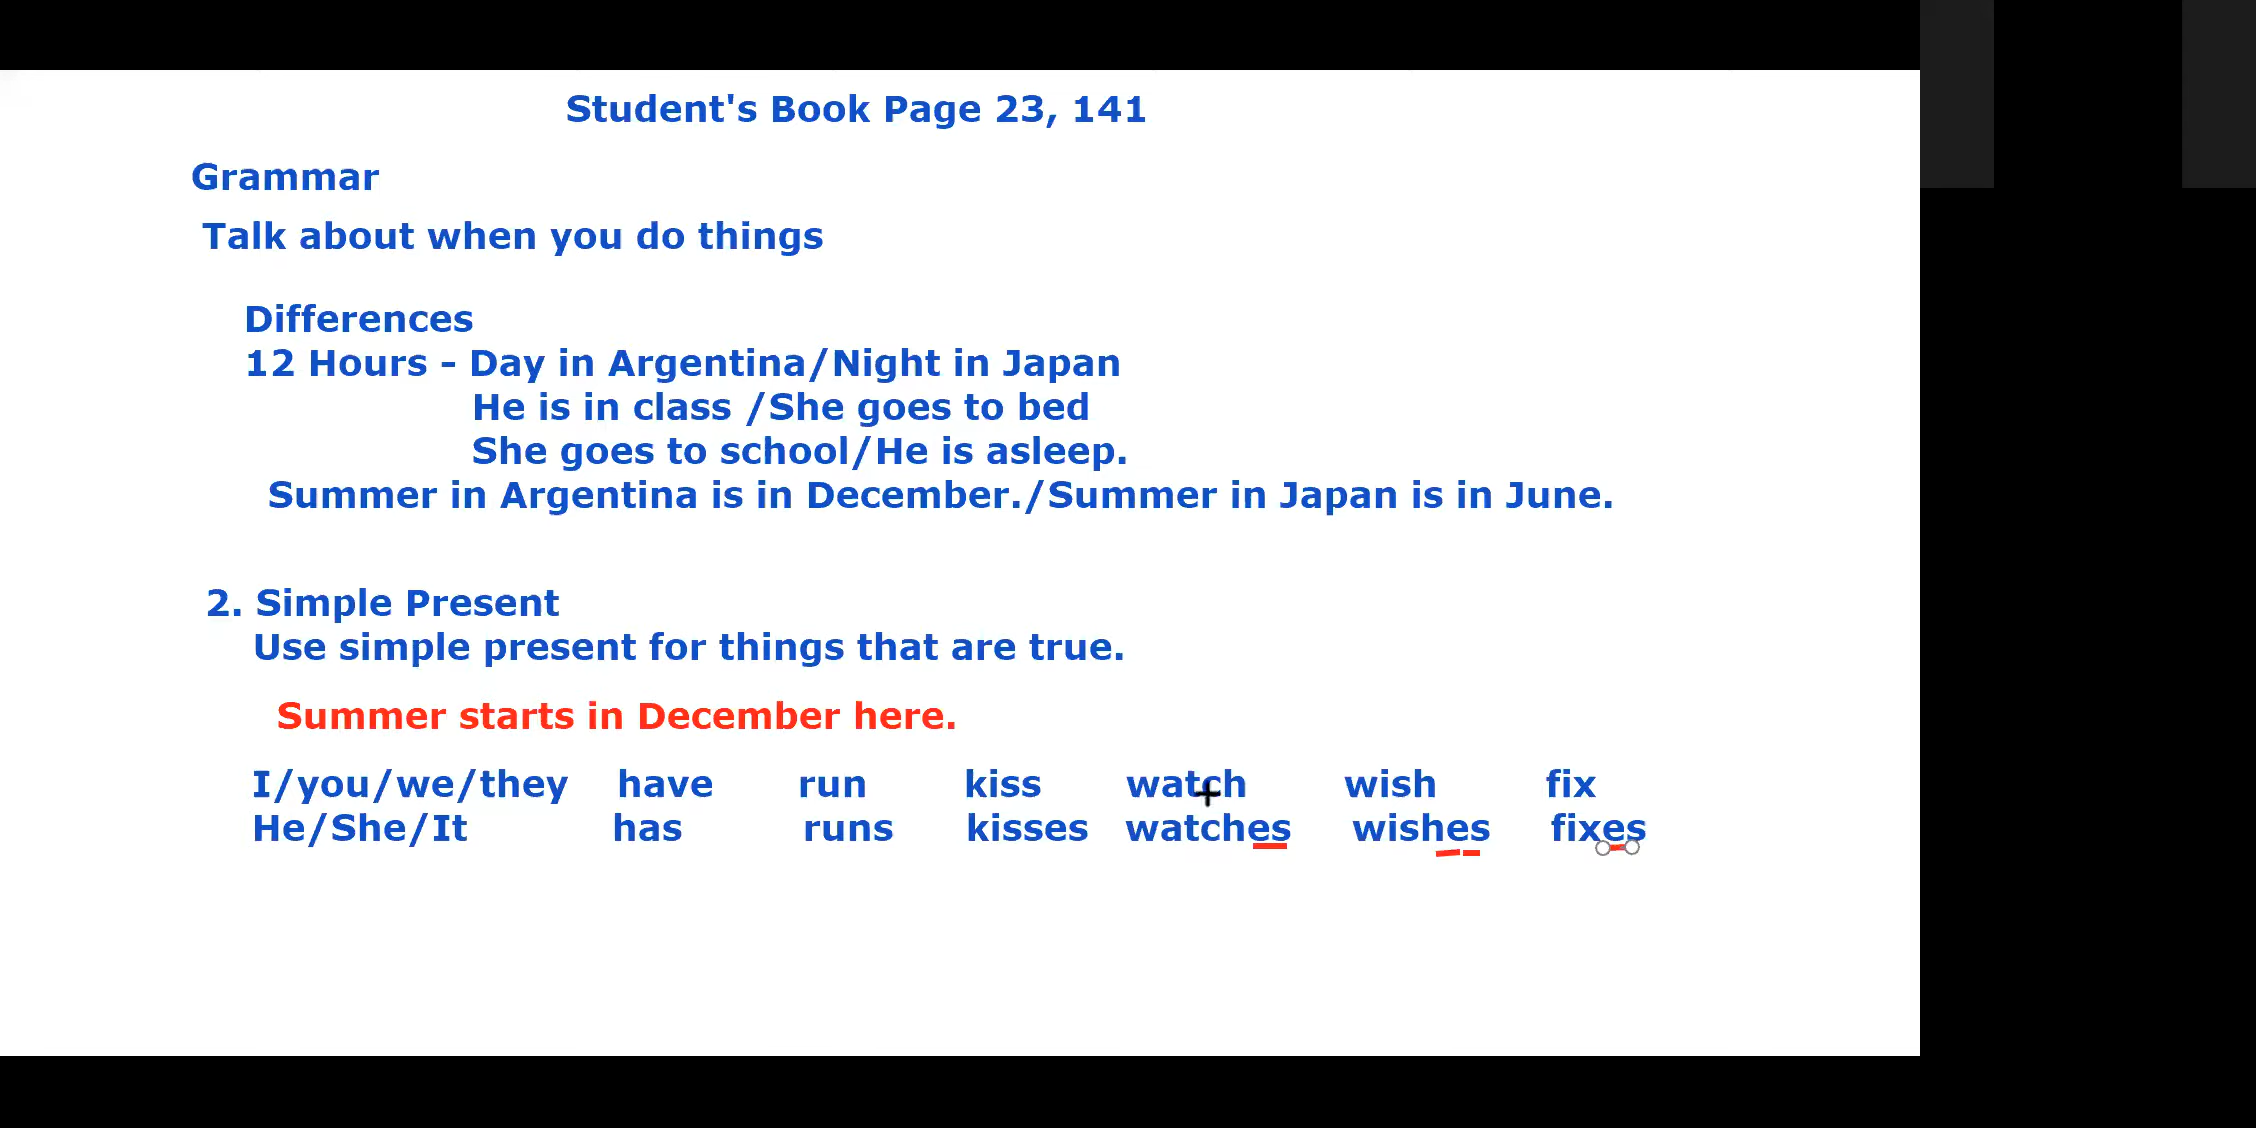 Student's Book Page 23, 141
Grammar
Talk about when you do things
Differences
12 Hours - Day in Argentina/Night in Japan
He is in class /She goes to bed
She goes to school/He is asleep.
Summer in Argentina is in December./Summer in Japan is in June.
2. Simple Present
Use simple present for things that are true.
Summer starts in December here.
I/you/we/they have run kiss watch wish fix
He/She/It has runs kisses watches wishes fixes